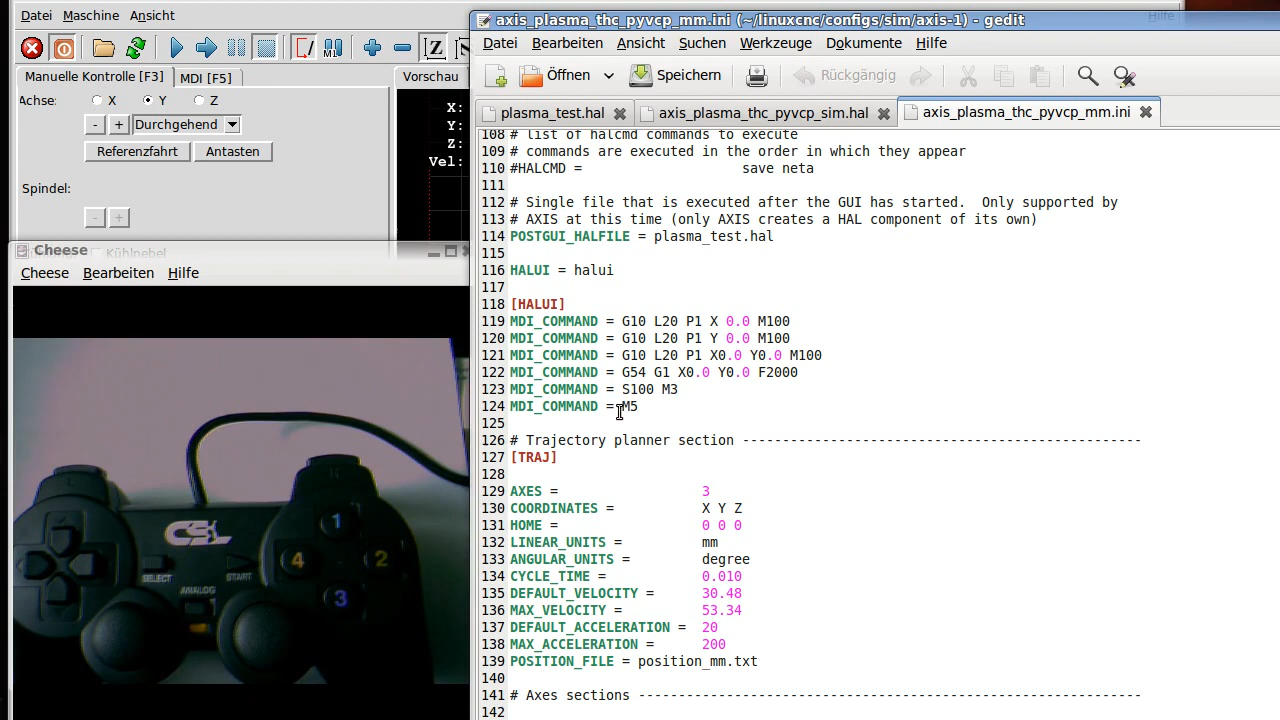 axis_plasma_thc_pyvcp_mm.ini (~/linuxcnc/configs/sim/axis-1) - gedit
Datei Maschine Ansicht
Hilfe
Datei Bearbeiten Ansicht Suchen Werkzeuge Dokumente Hilfe
M1 Z
Öffnen Speichern Rückgängig
Manuelle Kontrolle [F3] MDI [F5] Vorschau
Achse: X Y Z
- + Durchgehend
Referenzfahrt Antasten
Spindel:
- +
Kühlnebel
X:
Y:
Z:
Vel:
plasma_test.hal axis_plasma_thc_pyvcp_sim.hal axis_plasma_thc_pyvcp_mm.ini
108 # list of halcmd commands to execute
109 # commands are executed in the order in which they appear
110 #HALCMD = save neta
111
112 # Single file that is executed after the GUI has started. Only supported by
113 # AXIS at this time (only AXIS creates a HAL component of its own)
114 POSTGUI_HALFILE = plasma_test.hal
115
116 HALUI = halui
117
118 [HALUI]
119 MDI_COMMAND = G10 L20 P1 X 0.0 M100
120 MDI_COMMAND = G10 L20 P1 Y 0.0 M100
121 MDI_COMMAND = G10 L20 P1 X0.0 Y0.0 M100
122 MDI_COMMAND = G54 G1 X0.0 Y0.0 F2000
123 MDI_COMMAND = S100 M3
124 MDI_COMMAND = M5
125
126 # Trajectory planner section --------------------------------------------------
127 [TRAJ]
128
129 AXES = 3
130 COORDINATES = X Y Z
131 HOME = 0 0 0
132 LINEAR_UNITS = mm
133 ANGULAR_UNITS = degree
134 CYCLE_TIME = 0.010
135 DEFAULT_VELOCITY = 30.48
136 MAX_VELOCITY = 53.34
137 DEFAULT_ACCELERATION = 20
138 MAX_ACCELERATION = 200
139 POSITION_FILE = position_mm.txt
140
141 # Axes sections ---------------------------------------------------------------
142
Cheese
Cheese Bearbeiten Hilfe
CSL
SELECT START
ANALOG
1
4 2
3